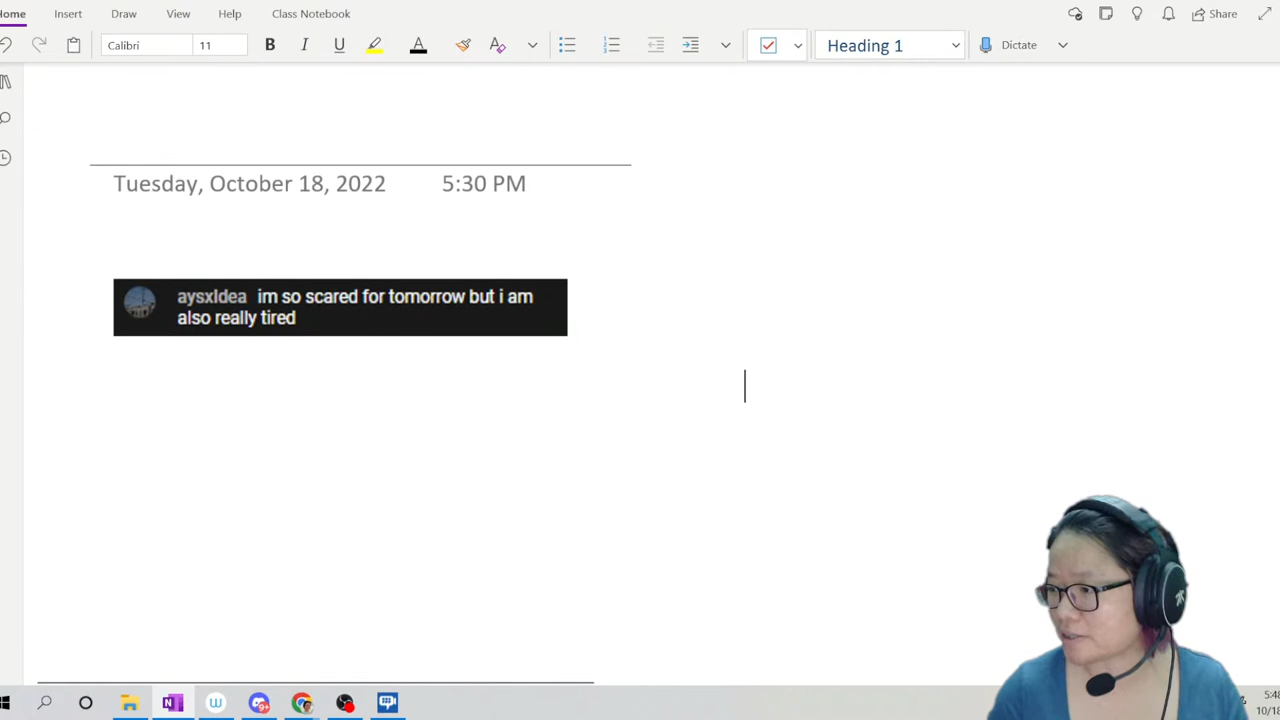 Home Insert Draw View Help Class Notebook Share
Calibri 11 B I U A A Heading 1 Dictate
Tuesday, October 18, 2022 5:30 PM
aysxIdea im so scared for tomorrow but i am
also really tired
N W